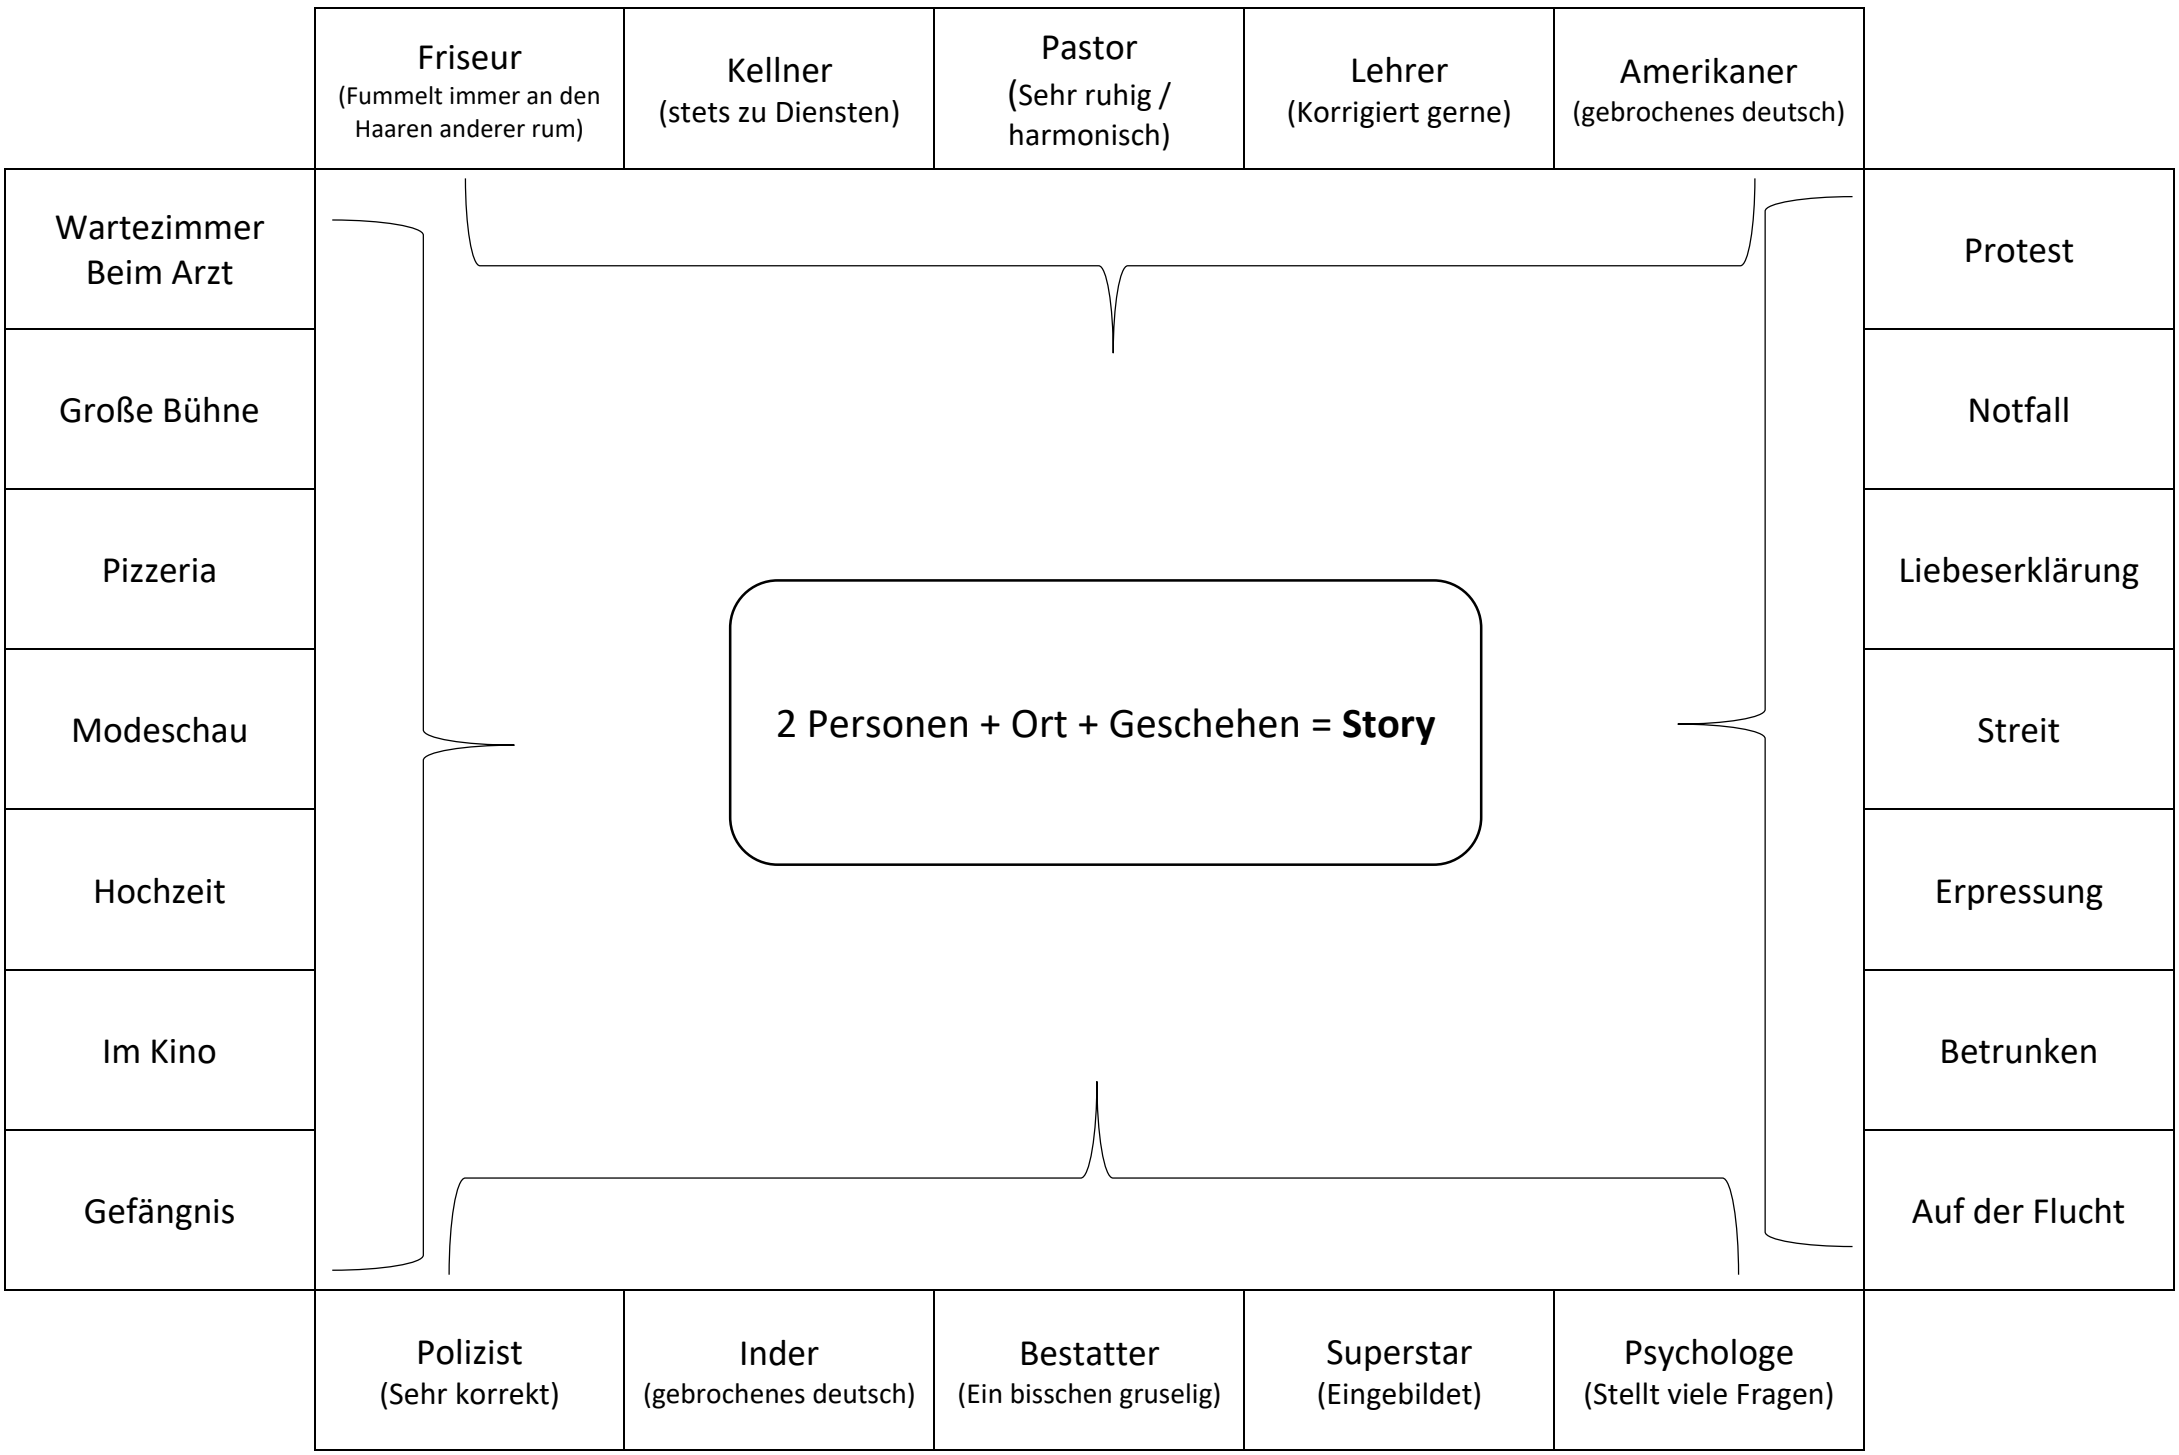 Friseur
(Fummelt immer an den
Haaren anderer rum)
Kellner
(stets zu Diensten)
Pastor
(Sehr ruhig /
harmonisch)
Lehrer
(Korrigiert gerne)
Amerikaner
(gebrochenes deutsch)
Wartezimmer
Beim Arzt
Große Bühne
Pizzeria
Modeschau
Hochzeit
Im Kino
Gefängnis
2 Personen + Ort + Geschehen = Story
Protest
Notfall
Liebeserklärung
Streit
Erpressung
Betrunken
Auf der Flucht
Polizist
(Sehr korrekt)
Inder
(gebrochenes deutsch)
Bestatter
(Ein bisschen gruselig)
Superstar
(Eingebildet)
Psychologe
(Stellt viele Fragen)